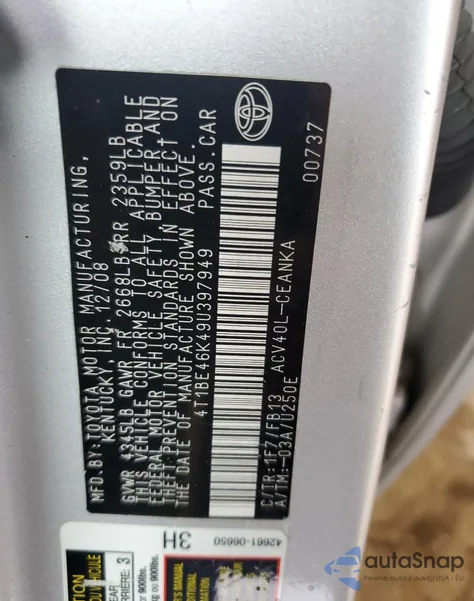 MFD.BY:TOYOTA MOTOR MANUFACTURING,
KENTUCKY, INC. 12/08
GVWR 4245LB GAWR FR 2668LB RR 2359LB
THIS VEHICLE CONFORMS TO ALL APPLICABLE
FEDERAL MOTOR VEHICLE SAFETY, BUMPER AND
THEFT PREVENTION STANDARDS IN EFFECT ON
THE DATE OF MANUFACTURE SHOWN ABOVE.
4T1BE46K49U397949 PASS.CAR
C/TR:1F7/FB13 ACV40L-CEANKA
A/TM:-03A/U250E
00737
42661-06650
3H
autoSnap